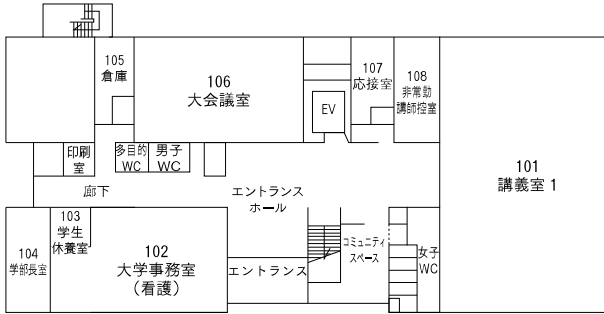 105
倉庫
106
大会議室
EV
107
応接室
108
非常勤
講師控室
101
講義室 1
印刷
室
多目的
WC
男子
WC
廊下
エントランス
ホール
103
学生
休養室
104
学部長室
102
大学事務室
（看護）
エントランス
コミュニティ
スペース
女子
WC